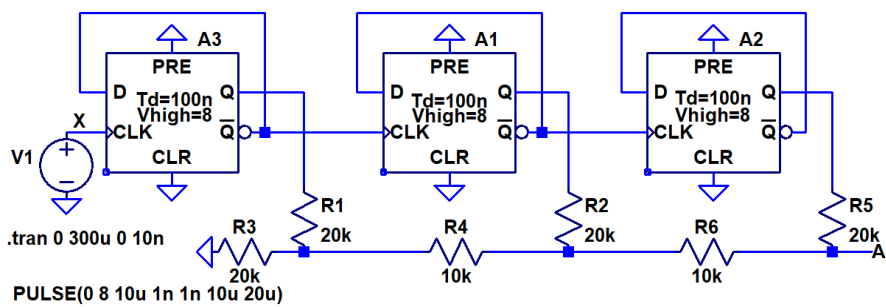 A3
A1
A2
PRE
PRE
PRE
D
Td=100n
Q
D
Td=100n
Q
D
Td=100n
Q
Vhigh=8
Vhigh=8
Vhigh=8
X
CLK
Q
CLK
Q
CLK
Q
V1
CLR
CLR
CLR
R1
R2
R5
.tran 0 300u 0 10n
R3
20k
R4
20k
R6
20k
A
20k
10k
10k
PULSE(0 8 10u 1n 1n 10u 20u)